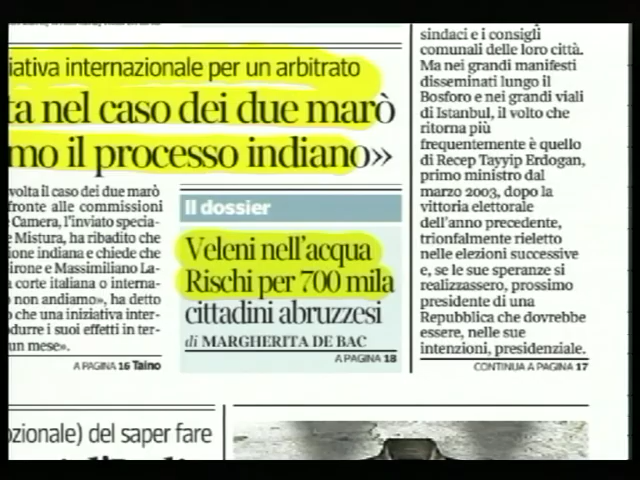 iativa internazionale per un arbitrato
ta nel caso dei due marò
mo il processo indiano»
volta il caso dei due marò
fronte alle commissioni
Camera, l'inviato specia-
e Mistura, ha ribadito che
ione indiana e chiede che
irone e Massimiliano La-
corte italiana o interna-
non andiamo», ha detto
che una iniziativa inter-
durre i suoi effetti in ter-
un mese».
A PAGINA 16 Taino
Il dossier
Veleni nell'acqua
Rischi per 700 mila
cittadini abruzzesi
di MARGHERITA DE BAC
A PAGINA 18
sindaci e i consigli
comunali delle loro città.
Ma nei grandi manifesti
disseminati lungo il
Bosforo e nei grandi viali
di Istanbul, il volto che
ritorna più
frequentemente è quello
di Recep Tayyip Erdogan,
primo ministro dal
marzo 2003, dopo la
vittoria elettorale
dell'anno precedente,
trionfalmente rieletto
nelle elezioni successive
e, se le sue speranze si
realizzassero, prossimo
presidente di una
Repubblica che dovrebbe
essere, nelle sue
intenzioni, presidenziale.
CONTINUA A PAGINA 17
ozionale) del saper fare